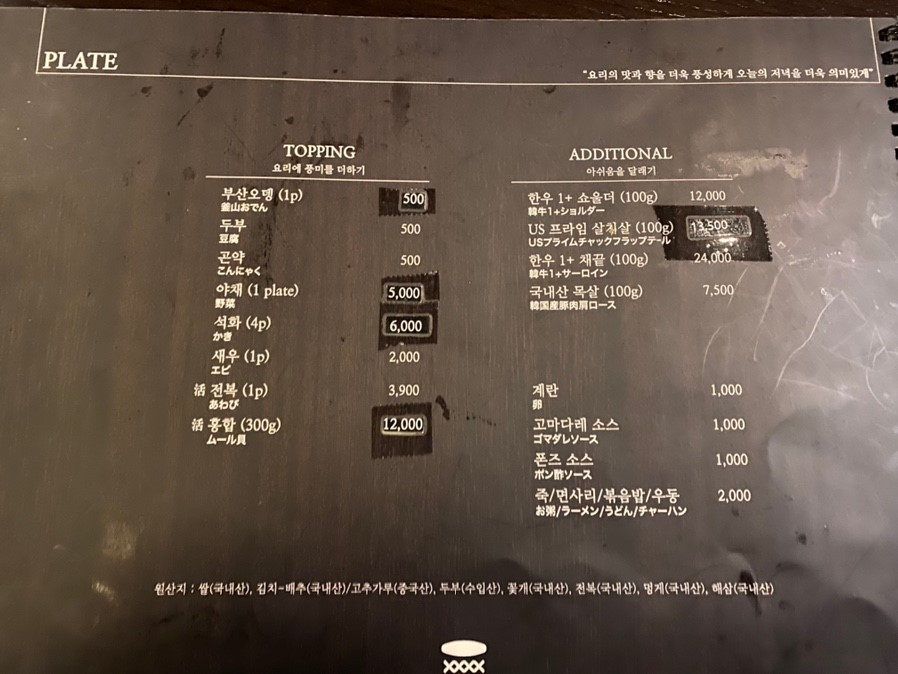 PLATE
"요리의 맛과 향을 더욱 풍성하게 오늘의 저녁을 더욱 의미있게"
TOPPING
요리에 풍미를 더하기
부산오뎅 (1p) 500
釜山おでん
두부 500
豆腐
곤약 500
こんにゃく
야채 (1 plate) 5,000
野菜
석화 (4p) 6,000
かき
새우 (1p) 2,000
エビ
活 전복 (1p) 3,900
あわび
活 홍합 (300g) 12,000
ムール貝
ADDITIONAL
아쉬움을 달래기
한우 1+ 쇼울더 (100g) 12,000
韓牛1+ショルダー
US 프라임 살치살 (100g) 13,500
USプライムチャックフラップテール
한우 1+ 채끝 (100g) 24,000
韓牛1+サーロイン
국내산 목살 (100g) 7,500
韓国産豚肉肩ロース
계란 1,000
卵
고마다레 소스 1,000
ゴマダレソース
폰즈 소스 1,000
ポン酢ソース
죽/면사리/볶음밥/우동 2,000
お粥/ラーメン/うどん/チャーハン
원산지 : 쌀(국내산), 김치-배추(국내산)/고추가루(중국산), 두부(수입산), 꽃개(국내산), 전복(국내산), 멍게(국내산), 해삼(국내산)